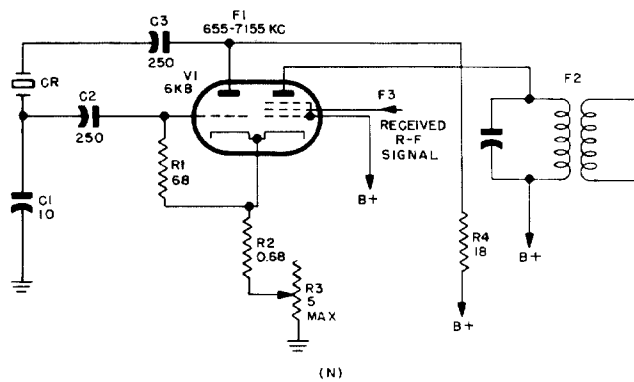 F1
655-7155 KC
C3
250
CR
V1
6K8
C2
250
F3
RECEIVED
R-F
SIGNAL
F2
R1
68
C1
10
B+
R2
0.68
R3
5
MAX
R4
18
B+
B+
(N)